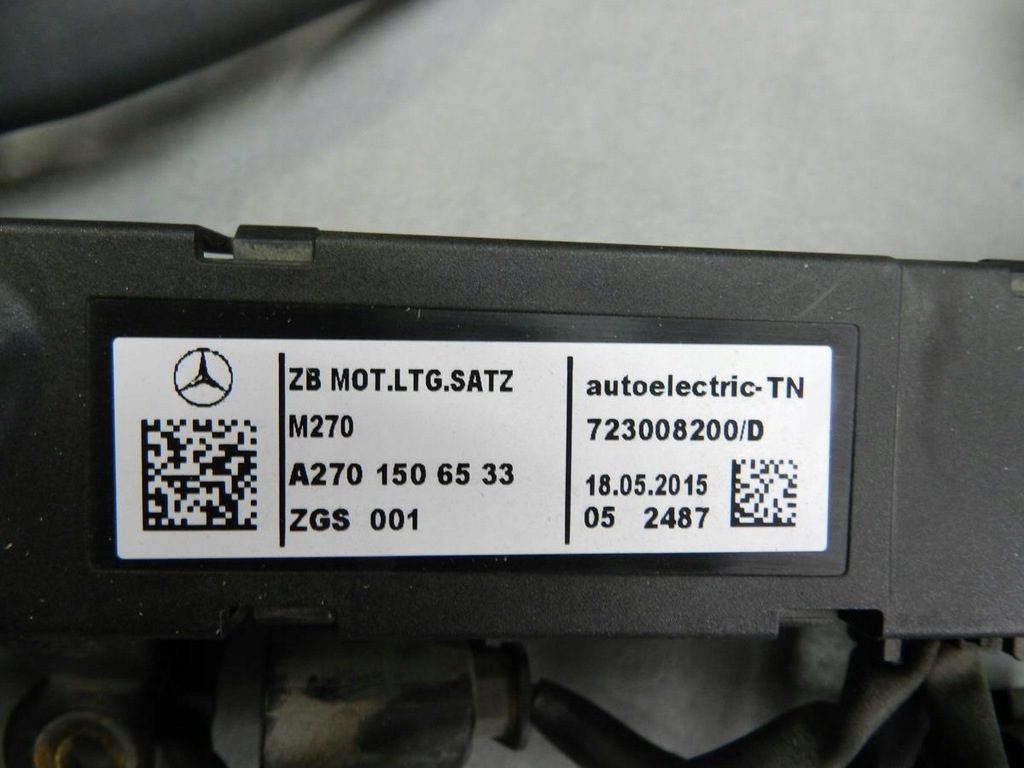 ZB MOT.LTG.SATZ
M270
A270 150 65 33
ZGS 001
autoelectric-TN
723008200/D
18.05.2015
05 2487